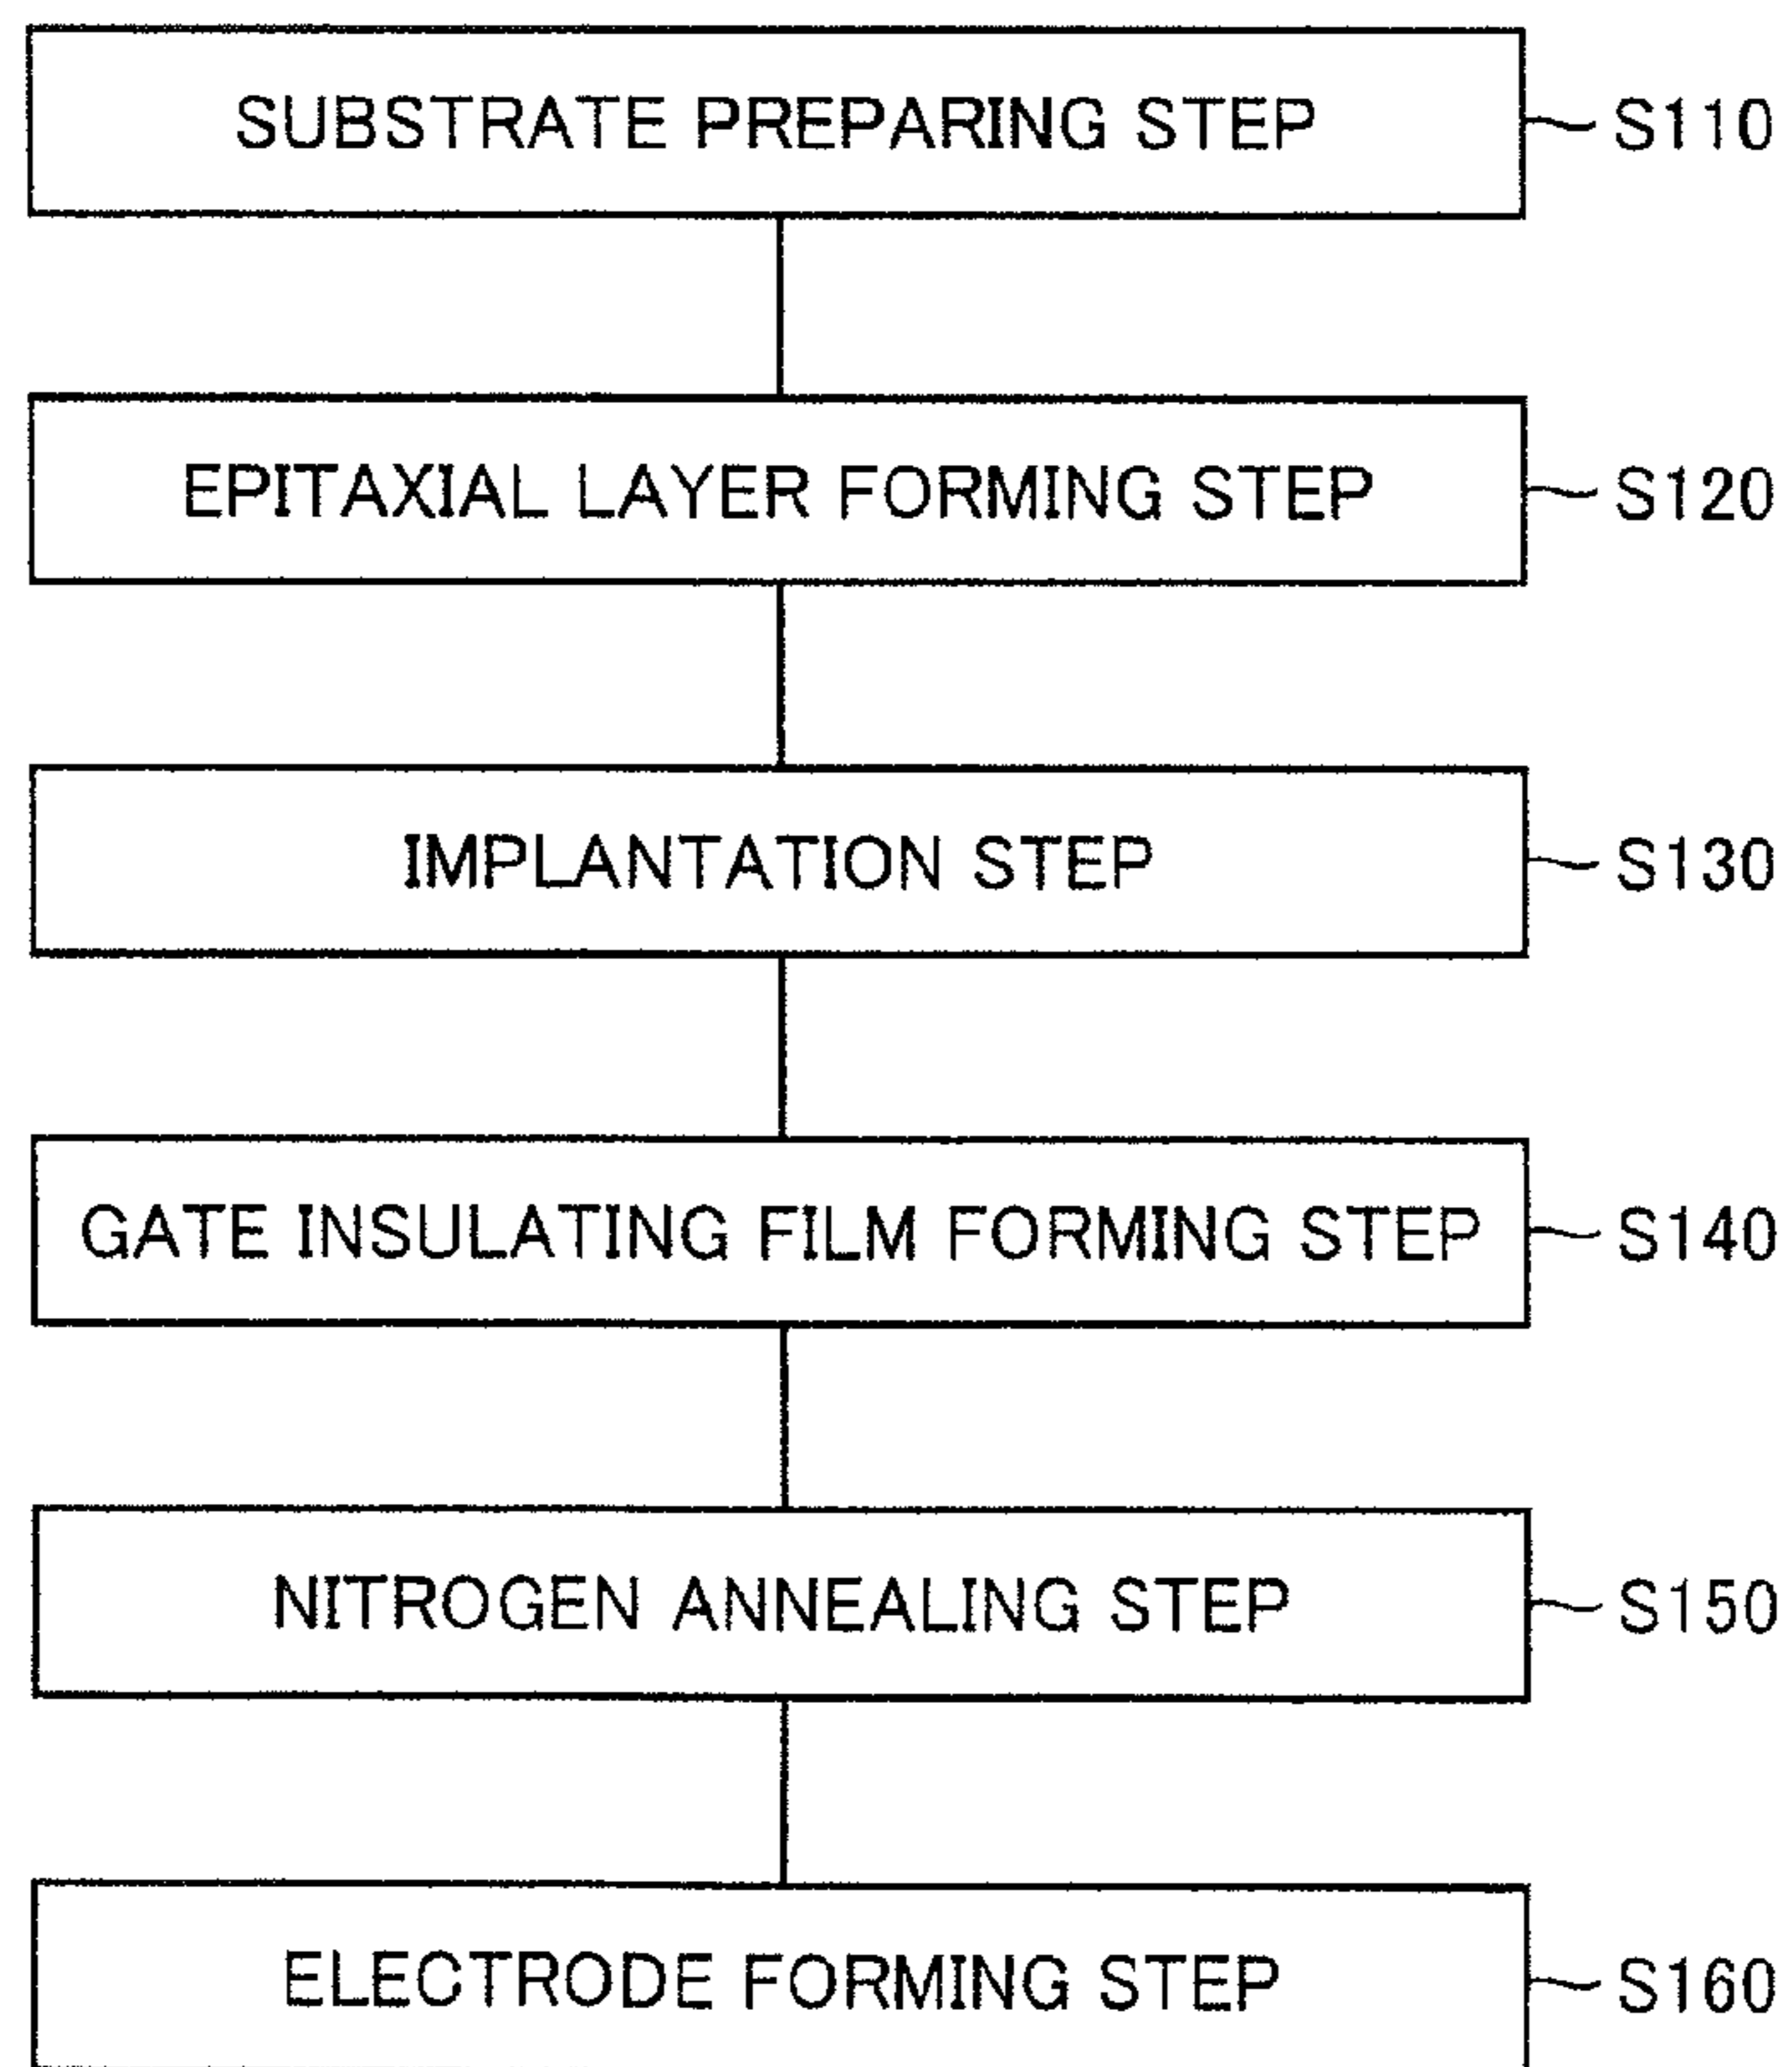 SUBSTRATE PREPARING STEP S110
EPITAXIAL LAYER FORMING STEP S120
IMPLANTATION STEP S130
GATE INSULATING FILM FORMING STEP S140
NITROGEN ANNEALING STEP S150
ELECTRODE FORMING STEP S160